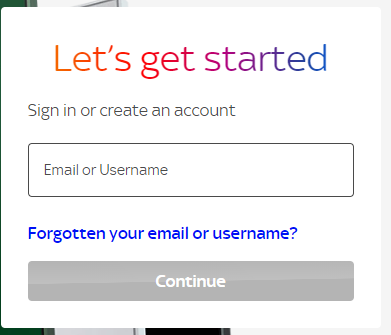 Let's get started
Sign in or create an account
Email or Username
Forgotten your email or username?
Continue